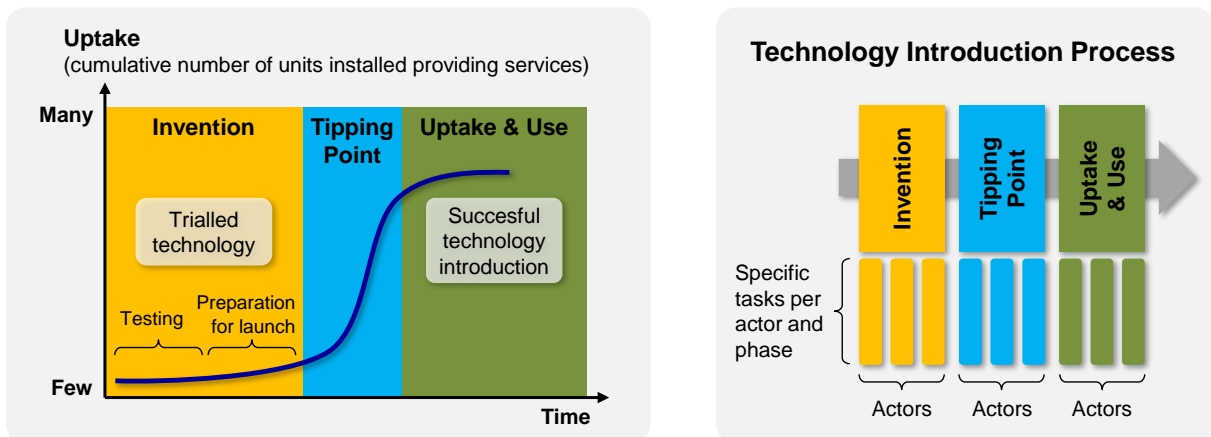 Uptake
(cumulative number of units installed providing services)
Many
Invention
Tipping
Point
Uptake & Use
Trialled
technology
Succesful
technology
introduction
Testing
Preparation
for launch
Few
Time
Technology Introduction Process
Invention
Tipping
Point
Uptake
& Use
Specific
tasks per
actor and
phase
Actors
Actors
Actors